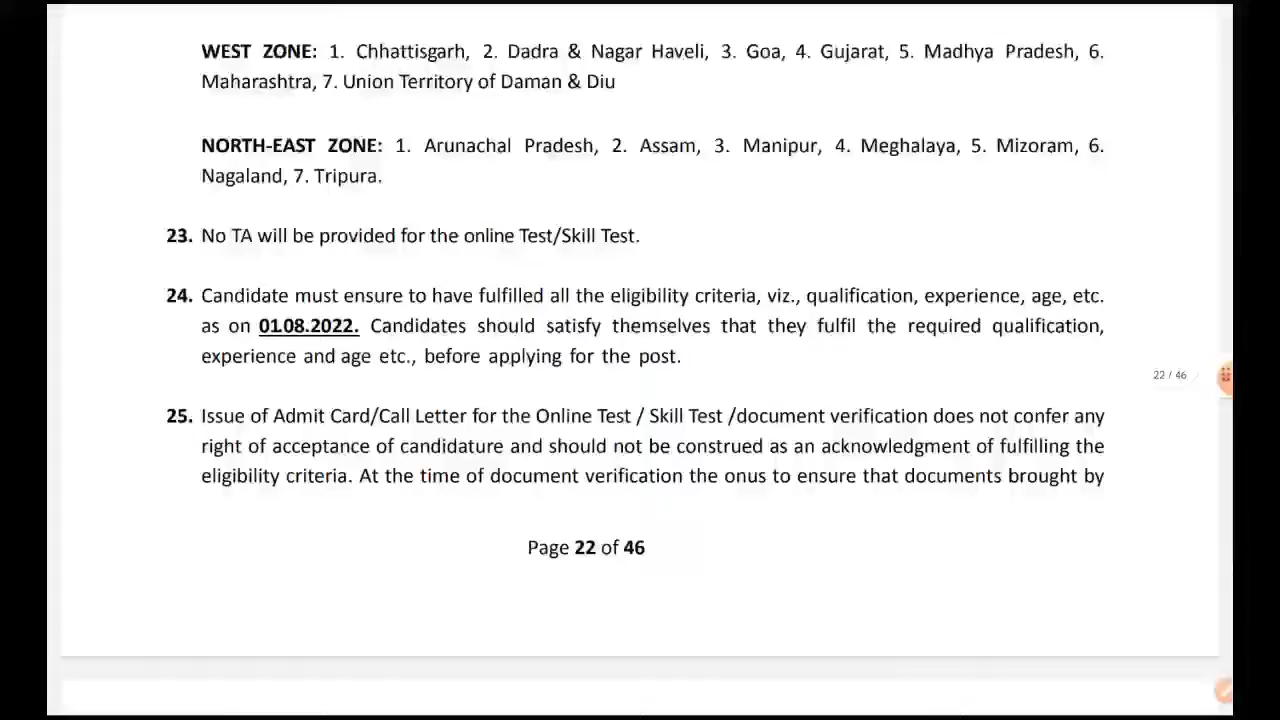 WEST ZONE: 1. Chhattisgarh, 2. Dadra & Nagar Haveli, 3. Goa, 4. Gujarat, 5. Madhya Pradesh, 6.
Maharashtra, 7. Union Territory of Daman & Diu
NORTH-EAST ZONE: 1. Arunachal Pradesh, 2. Assam, 3. Manipur, 4. Meghalaya, 5. Mizoram, 6.
Nagaland, 7. Tripura.
23. No TA will be provided for the online Test/Skill Test.
24. Candidate must ensure to have fulfilled all the eligibility criteria, viz., qualification, experience, age, etc.
as on 01.08.2022. Candidates should satisfy themselves that they fulfil the required qualification,
experience and age etc., before applying for the post.
22 / 46
25. Issue of Admit Card/Call Letter for the Online Test / Skill Test /document verification does not confer any
right of acceptance of candidature and should not be construed as an acknowledgment of fulfilling the
eligibility criteria. At the time of document verification the onus to ensure that documents brought by
Page 22 of 46